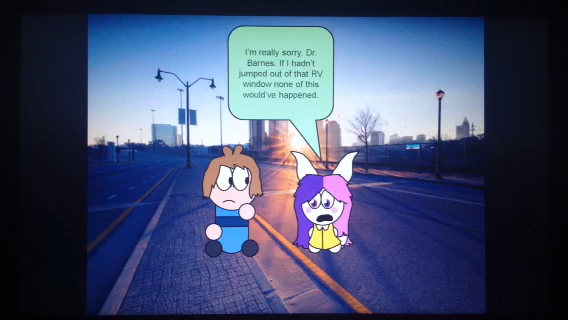 I'm really sorry, Dr.
Barnes. If I hadn't
jumped out of that RV
window none of this
would've happened.